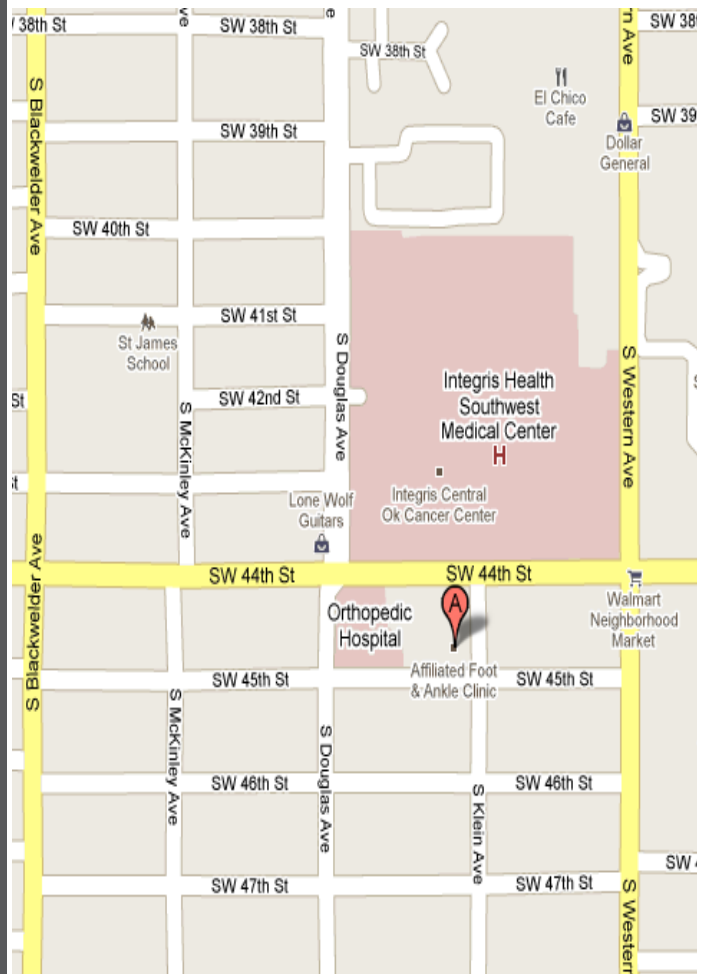 38th St
SW 38th St
SW 38th St
SW 38
rn Ave
El Chico
Cafe
S Blackwelder Ave
SW 39th St
SW 39
Dollar
General
SW 40th St
SW 41st St
St James
School
S Douglas Ave
S Western Ave
SW 42nd St
St
S McKinley Ave
Integris Health
Southwest
Medical Center
H
Integris Central
Ok Cancer Center
Lone Wolf
Guitars
S Blackwelder Ave
SW 44th St
SW 44th St
A
Orthopedic
Hospital
Walmart
Neighborhood
Market
Affiliated Foot
& Ankle Clinic
SW 45th St
SW 45th St
S McKinley Ave
S Douglas Ave
SW 46th St
SW 46th St
S Klein Ave
SW
SW 47th St
SW 47th St
S Western